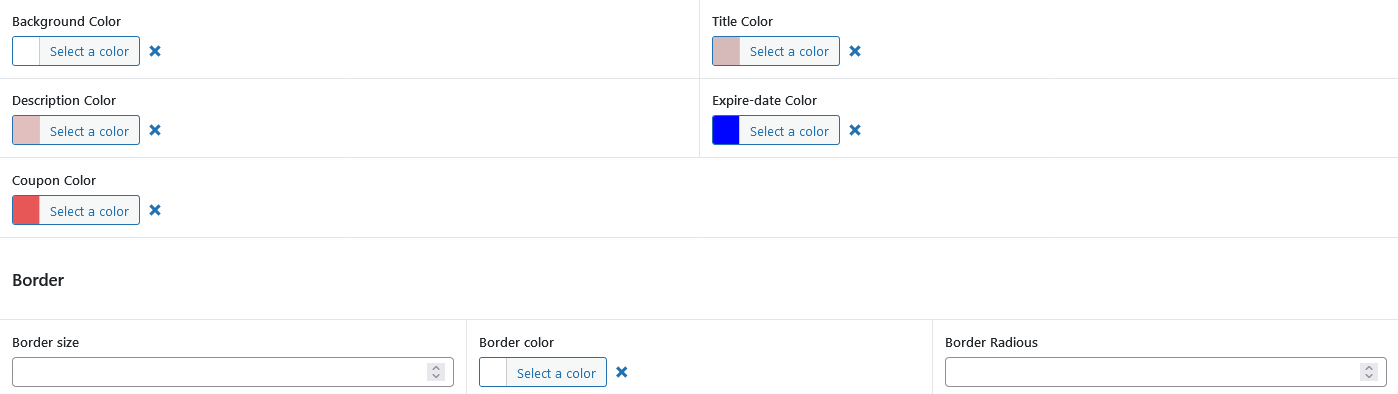 Background Color
Title Color
Select a color
Select a color
Description Color
Expire-date Color
Select a color
Select a color
Coupon Color
Select a color
Border
Border size
Border color
Border Radious
Select a color